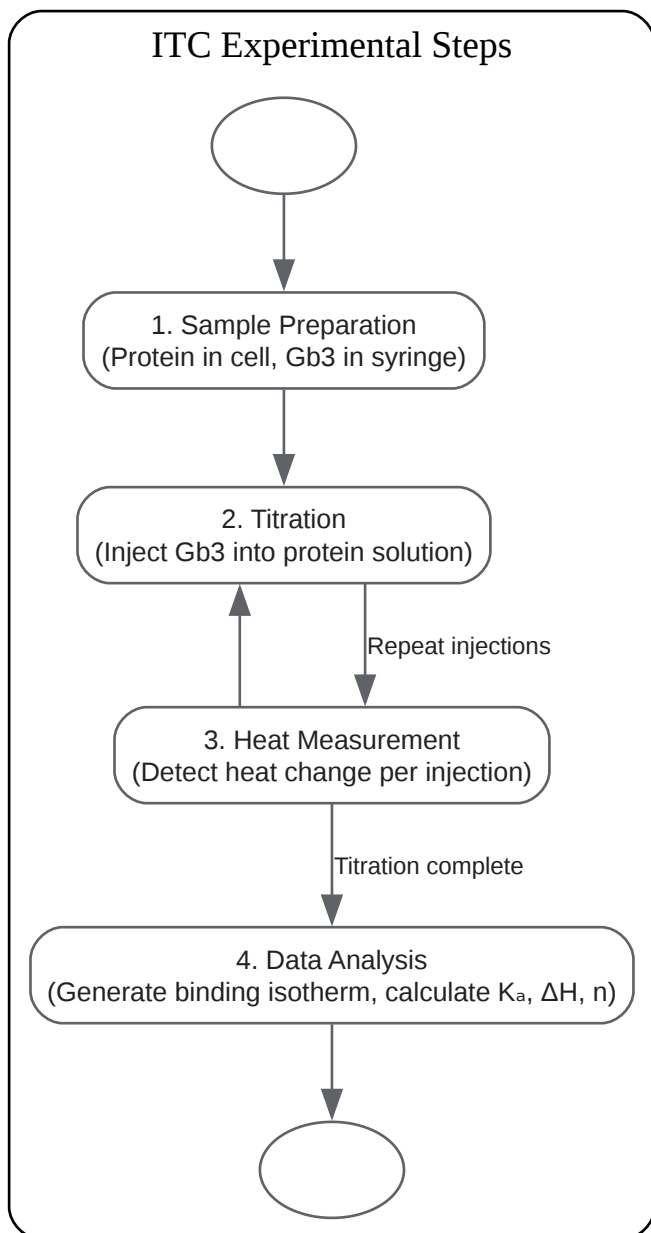 ITC Experimental Steps
1. Sample Preparation
(Protein in cell, Gb3 in syringe)
2. Titration
(Inject Gb3 into protein solution)
Repeat injections
3. Heat Measurement
(Detect heat change per injection)
Titration complete
4. Data Analysis
(Generate binding isotherm, calculate Kₐ, ΔH, n)